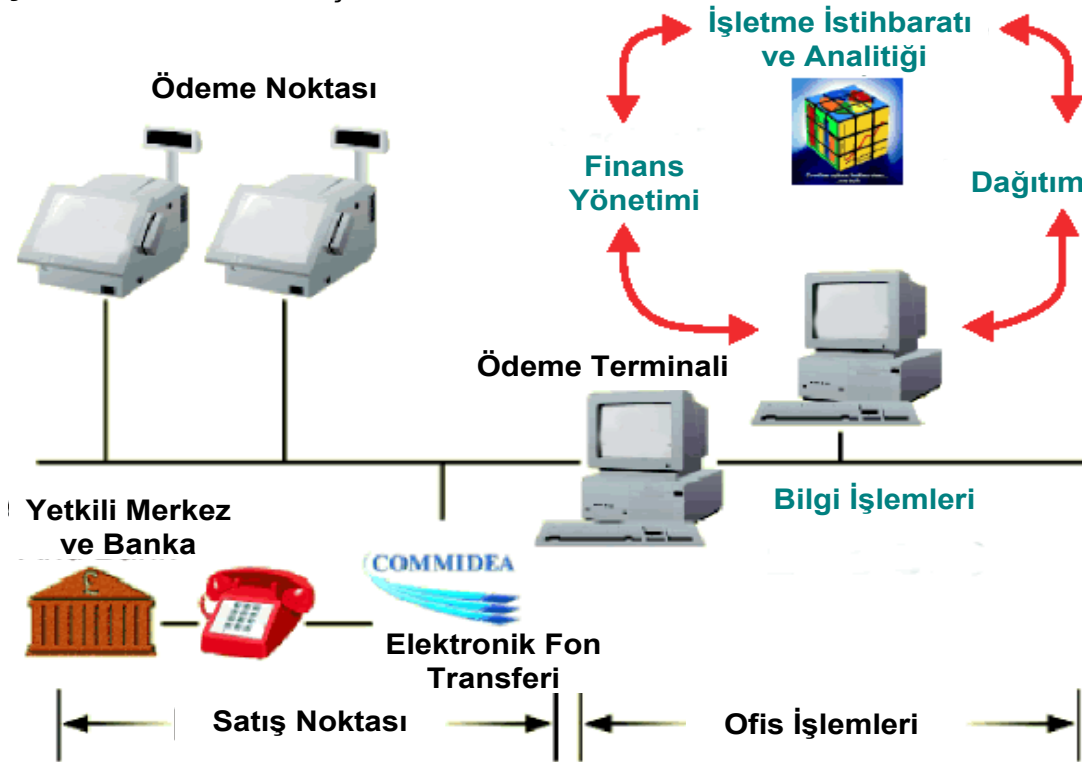 İşletme İstihbaratı
ve Analitiği
Ödeme Noktası
Finans
Yönetimi
Dağıtım
Ödeme Terminali
Yetkili Merkez
ve Banka
Bilgi İşlemleri
£
COMMIDEA
Elektronik Fon
Transferi
Satış Noktası
Ofis İşlemleri